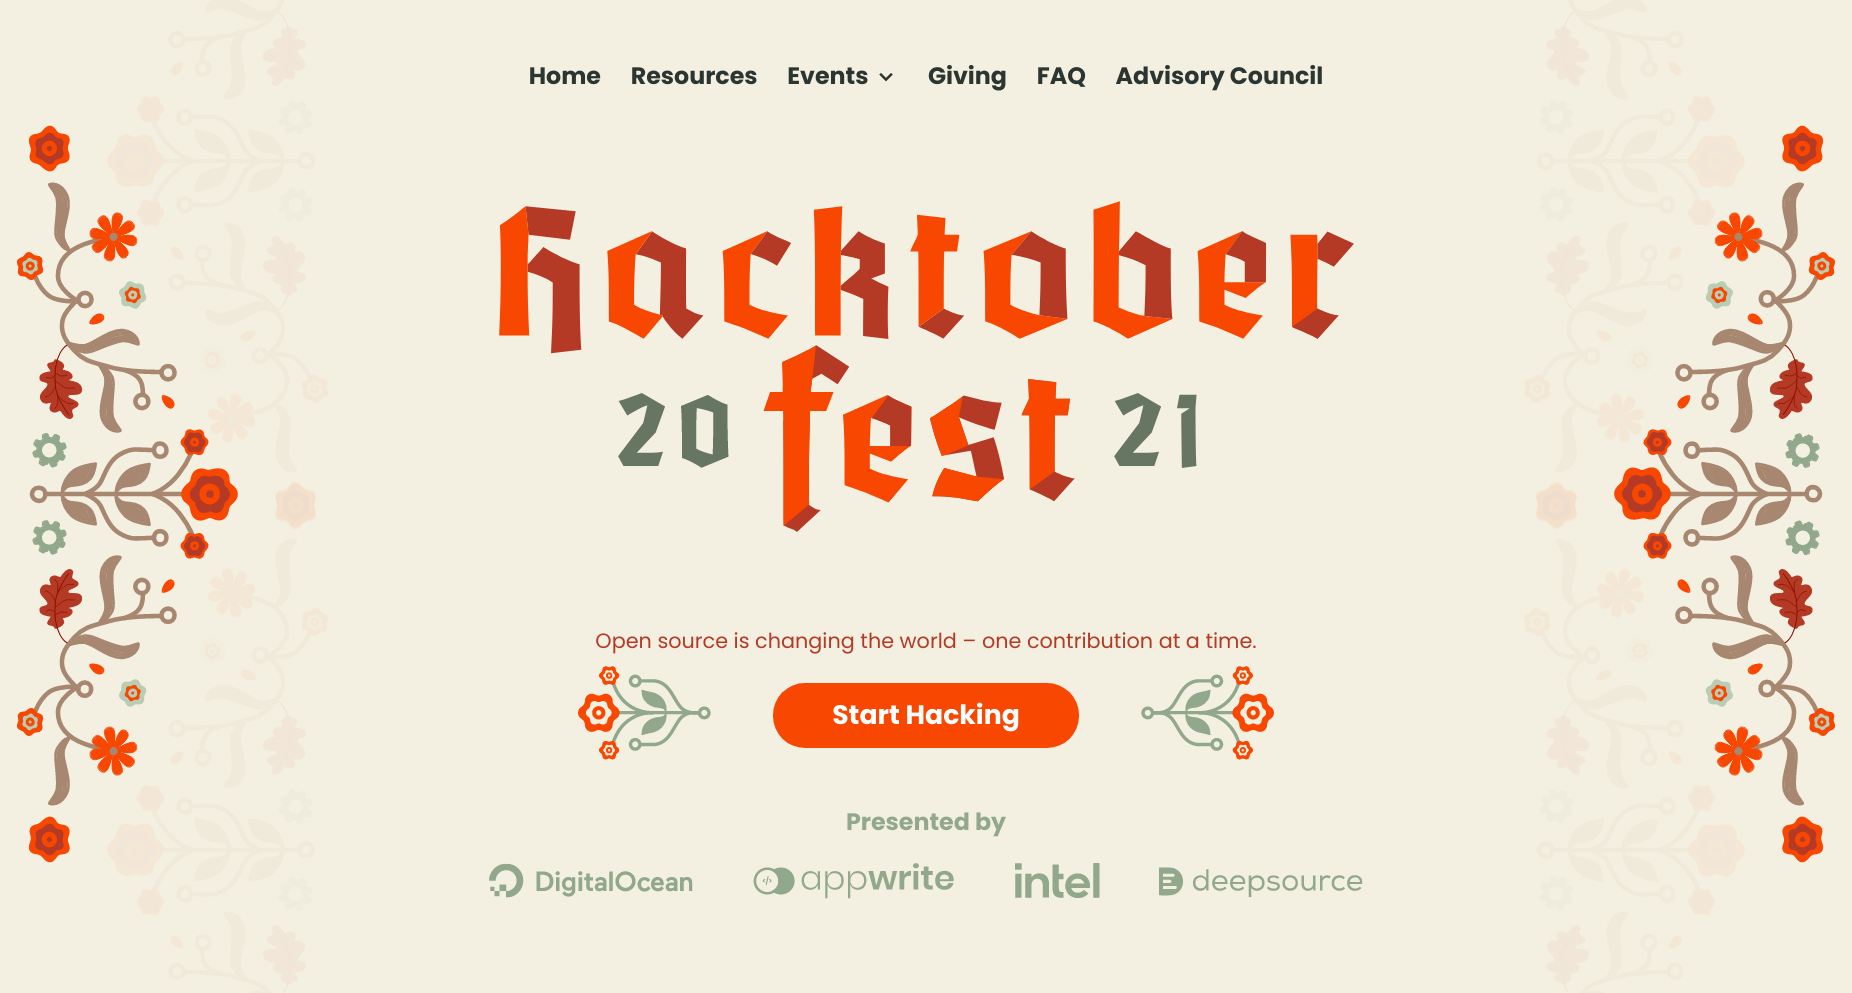 Home Resources Events Giving FAQ Advisory Council
hacktober
20 fest 21
Open source is changing the world – one contribution at a time.
Start Hacking
Presented by
DigitalOcean appwrite intel deepsource